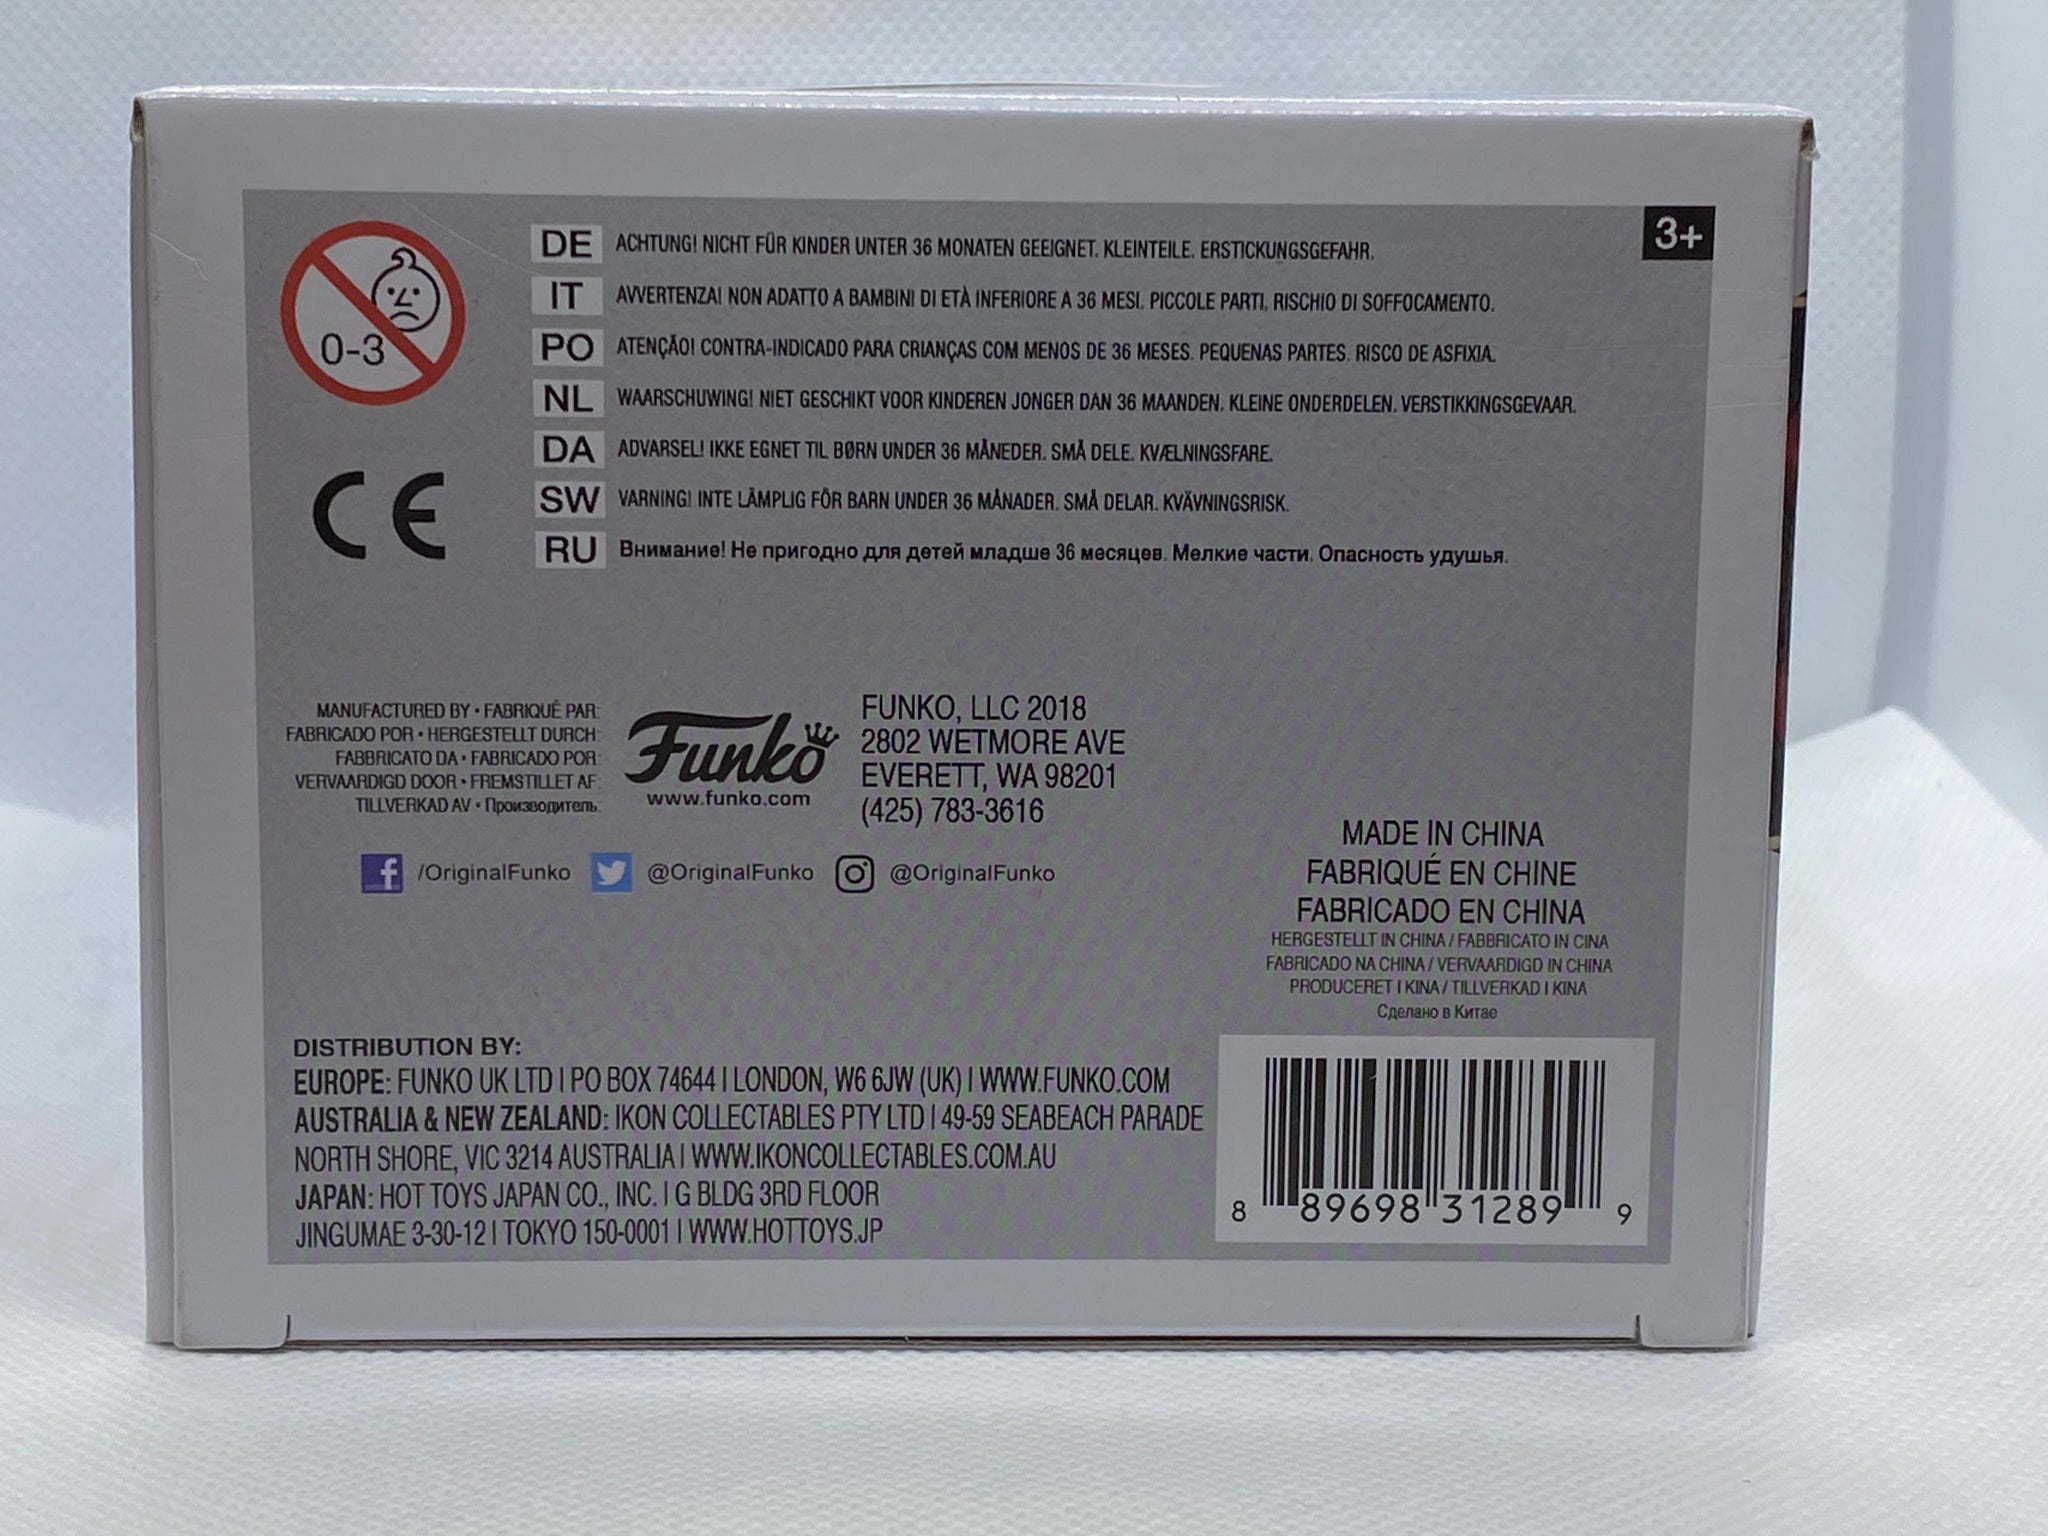 0-3
3+
DE ACHTUNG! NICHT FÜR KINDER UNTER 36 MONATEN GEEIGNET. KLEINTEILE. ERSTICKUNGSGEFAHR.
IT AVVERTENZA! NON ADATTO A BAMBINI DI ETÀ INFERIORE A 36 MESI. PICCOLE PARTI. RISCHIO DI SOFFOCAMENTO.
PO ATENÇÃO! CONTRA-INDICADO PARA CRIANÇAS COM MENOS DE 36 MESES. PEQUENAS PARTES. RISCO DE ASFIXIA.
NL WAARSCHUWING! NIET GESCHIKT VOOR KINDEREN JONGER DAN 36 MAANDEN. KLEINE ONDERDELEN. VERSTIKKINGSGEVAAR.
DA ADVARSEL! IKKE EGNET TIL BØRN UNDER 36 MÅNEDER. SMÅ DELE. KVÆLNINGSFARE.
SW VARNING! INTE LÄMPLIG FÖR BARN UNDER 36 MÅNADER. SMÅ DELAR. KVÄVNINGSRISK.
RU Внимание! Не пригодно для детей младше 36 месяцев. Мелкие части. Опасность удушья.
CE
MANUFACTURED BY • FABRIQUÉ PAR:
FABRICADO POR • HERGESTELLT DURCH:
FABBRICATO DA • FABRICADO POR:
VERVAARDIGD DOOR • FREMSTILLET AF:
TILLVERKAD AV • Производитель:
Funko
www.funko.com
FUNKO, LLC 2018
2802 WETMORE AVE
EVERETT, WA 98201
(425) 783-3616
/OriginalFunko @OriginalFunko @OriginalFunko
MADE IN CHINA
FABRIQUÉ EN CHINE
FABRICADO EN CHINA
HERGESTELLT IN CHINA / FABBRICATO IN CINA
FABRICADO NA CHINA / VERVAARDIGD IN CHINA
PRODUCERET I KINA / TILLVERKAD I KINA
Сделано в Китае
DISTRIBUTION BY:
EUROPE: FUNKO UK LTD | PO BOX 74644 | LONDON, W6 6JW (UK) | WWW.FUNKO.COM
AUSTRALIA & NEW ZEALAND: IKON COLLECTABLES PTY LTD | 49-59 SEABEACH PARADE
NORTH SHORE, VIC 3214 AUSTRALIA | WWW.IKONCOLLECTABLES.COM.AU
JAPAN: HOT TOYS JAPAN CO., INC. | G BLDG 3RD FLOOR
JINGUMAE 3-30-12 | TOKYO 150-0001 | WWW.HOTTOYS.JP
8 89698 31289 9